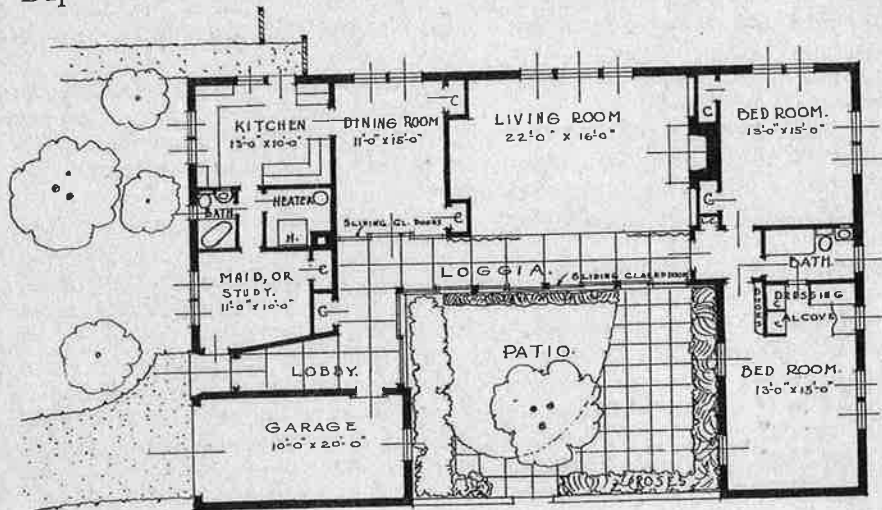 KITCHEN
13'-0" x 10'-0"
DINING ROOM
11'-0" x 15'-0"
C
LIVING ROOM
22'-0" x 16'-0"
C
BED ROOM.
13'-0" x 15'-0"
BATH
HEATER
H.
C
C
SLIDING GL. DOORS
LOGGIA.
SLIDING GLASS DOORS
BATH.
MAID, OR
STUDY.
11'-0" x 10'-0"
C
C
DRESSING
ALCOVE
C
C
PATIO.
LOBBY.
BED ROOM.
13'-0" x 15'-0"
GARAGE
10'-0" x 20'-0"
ROSES